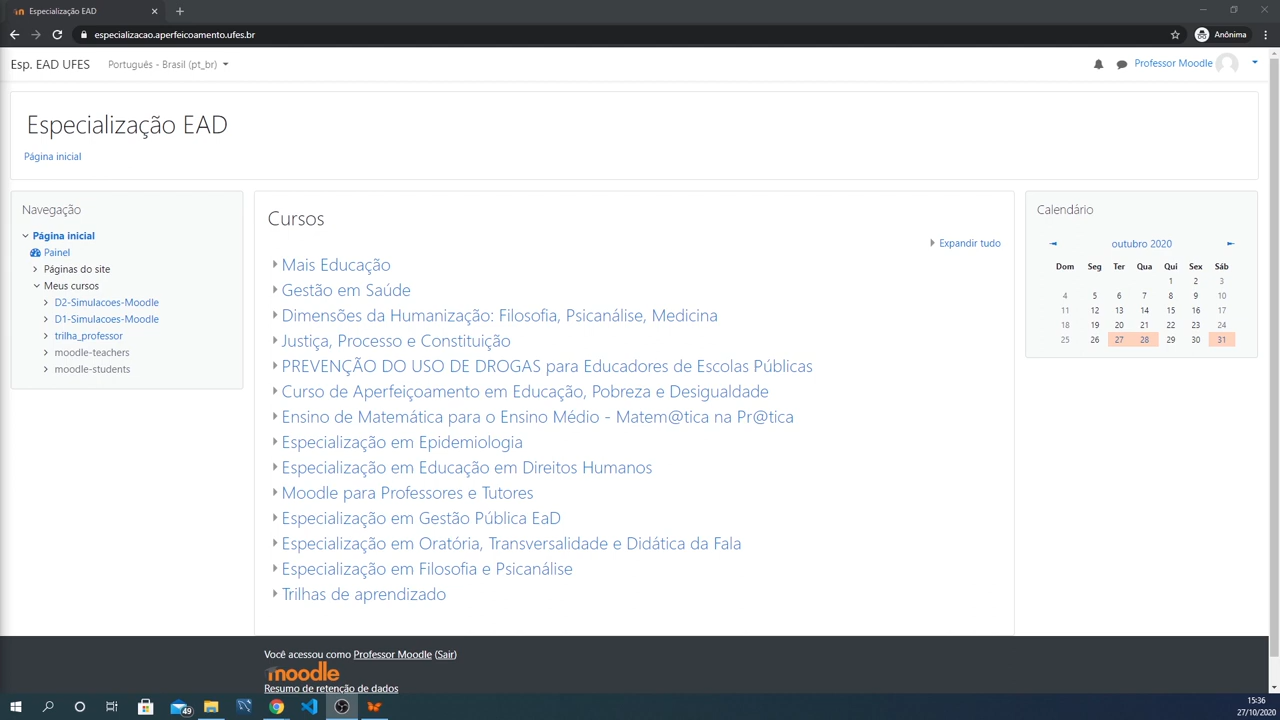 Especialização EAD
especializacao.aperfeicoamento.ufes.br
Anônima
Esp. EAD UFES
Português - Brasil (pt_br)
Professor Moodle
Especialização EAD
Página inicial
Navegação
Página inicial
Painel
Páginas do site
Meus cursos
D2-Simulacoes-Moodle
D1-Simulacoes-Moodle
trilha_professor
moodle-teachers
moodle-students
Cursos
Expandir tudo
Mais Educação
Gestão em Saúde
Dimensões da Humanização: Filosofia, Psicanálise, Medicina
Justiça, Processo e Constituição
PREVENÇÃO DO USO DE DROGAS para Educadores de Escolas Públicas
Curso de Aperfeiçoamento em Educação, Pobreza e Desigualdade
Ensino de Matemática para o Ensino Médio - Matem@tica na Pr@tica
Especialização em Epidemiologia
Especialização em Educação em Direitos Humanos
Moodle para Professores e Tutores
Especialização em Gestão Pública EaD
Especialização em Oratória, Transversalidade e Didática da Fala
Especialização em Filosofia e Psicanálise
Trilhas de aprendizado
Calendário
outubro 2020
Dom Seg Ter Qua Qui Sex Sáb
1 2 3
4 5 6 7 8 9 10
11 12 13 14 15 16 17
18 19 20 21 22 23 24
25 26 27 28 29 30 31
Você acessou como Professor Moodle (Sair)
moodle
Resumo de retenção de dados
49
15:36
27/10/2020